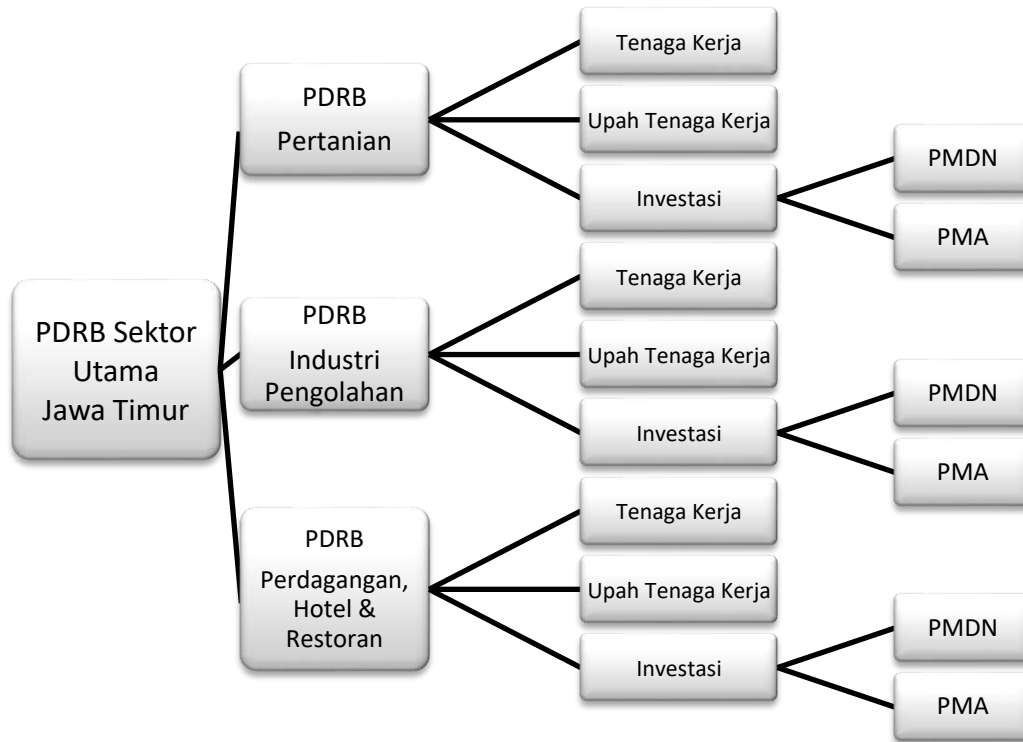 PDRB Sektor
Utama
Jawa Timur
PDRB
Pertanian
Tenaga Kerja
Upah Tenaga Kerja
Investasi
PMDN
PMA
PDRB
Industri
Pengolahan
Tenaga Kerja
Upah Tenaga Kerja
Investasi
PMDN
PMA
PDRB
Perdagangan,
Hotel &
Restoran
Tenaga Kerja
Upah Tenaga Kerja
Investasi
PMDN
PMA